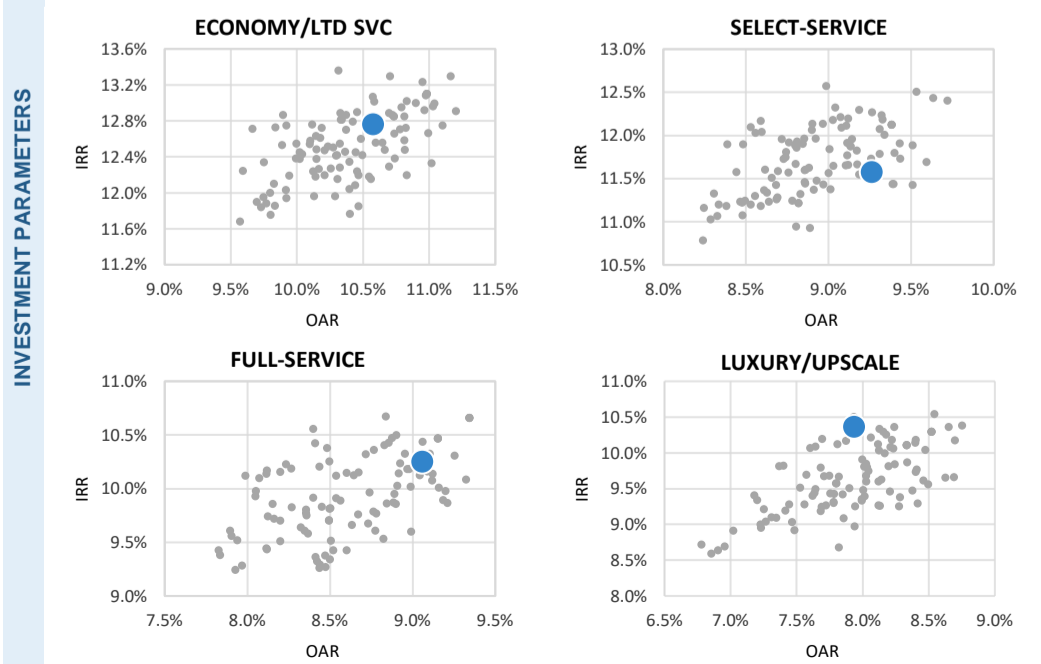 INVESTMENT PARAMETERS
ECONOMY/LTD SVC
13.6%
13.2%
12.8%
12.4%
12.0%
11.6%
11.2%
IRR
9.0% 9.5% 10.0% 10.5% 11.0% 11.5%
OAR
SELECT-SERVICE
13.0%
12.5%
12.0%
11.5%
11.0%
10.5%
IRR
8.0% 8.5% 9.0% 9.5% 10.0%
OAR
FULL-SERVICE
11.0%
10.5%
10.0%
9.5%
9.0%
IRR
7.5% 8.0% 8.5% 9.0% 9.5%
OAR
LUXURY/UPSCALE
11.0%
10.5%
10.0%
9.5%
9.0%
8.5%
8.0%
IRR
6.5% 7.0% 7.5% 8.0% 8.5% 9.0%
OAR